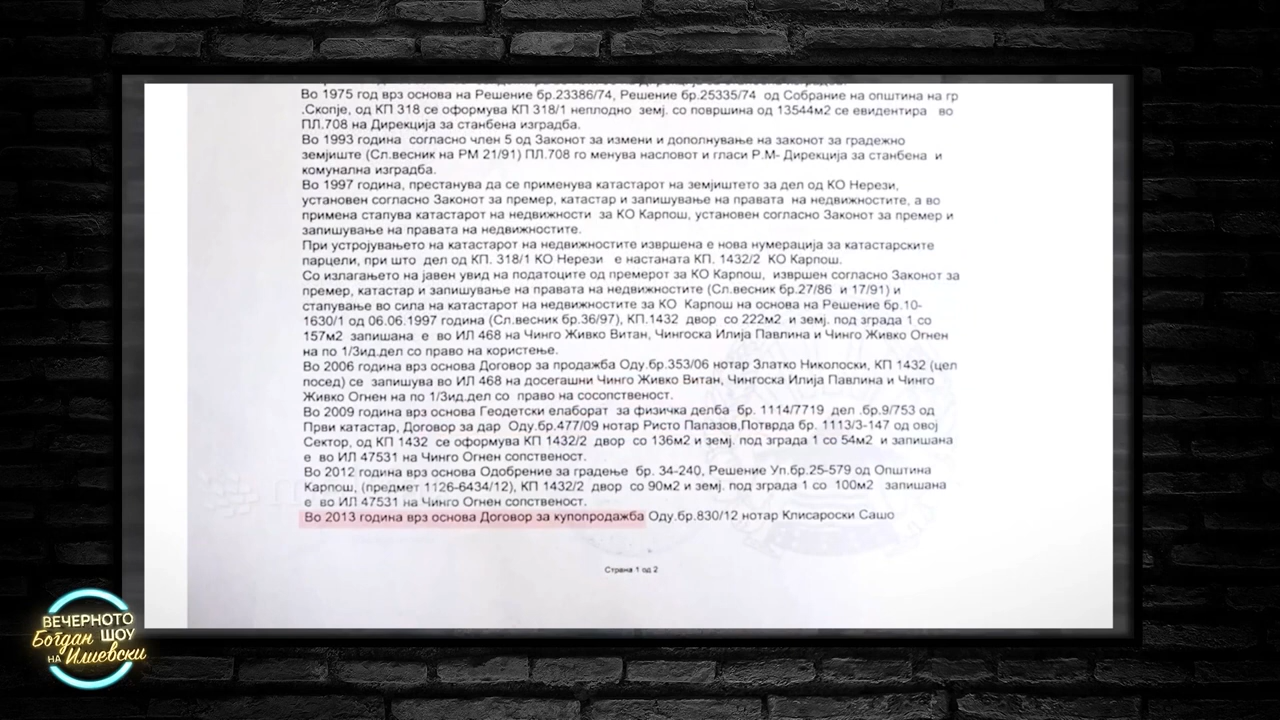 Во 1975 год врз основа на Решение бр.23386/74, Решение бр.25335/74 од Собрание на општина на гр
.Скопје, од КП 318 се оформува КП 318/1 неплодно земј. со површина од 13544м2 се евидентира во
ПЛ.708 на Дирекција за станбена изградба.
Во 1993 година согласно член 5 од Законот за измени и дополнување на законот за градежно
земјиште (Сл.весник на РМ 21/91) ПЛ.708 го менува насловот и гласи Р.М- Дирекција за станбена и
комунална изградба.
Во 1997 година, престанува да се применува катастарот на земјиштето за дел од КО Нерези,
установен согласно Законот за премер, катастар и запишување на правата на недвижностите, а во
примена стапува катастарот на недвижности за КО Карпош, установен согласно Законот за премер и
запишување на правата на недвижностите.
При устројувањето на катастарот на недвижностите извршена е нова нумерација за катастарските
парцели, при што дел од КП. 318/1 КО Нерези е настаната КП. 1432/2 КО Карпош.
Со излагањето на јавен увид на податоците од премерот за КО Карпош, извршен согласно Законот за
премер, катастар и запишување на правата на недвижностите (Сл.весник бр.27/86 и 17/91) и
стапување во сила на катастарот на недвижностите за КО Карпош на основа на Решение бр.10-
1630/1 од 06.06.1997 година (Сл.весник бр.36/97), КП.1432 двор со 222м2 и земј. под зграда 1 со
157м2 запишана е во ИЛ 468 на Чинго Живко Витан, Чингоска Илија Павлина и Чинго Живко Огнен
на по 1/3ид.дел со право на користење.
Во 2006 година врз основа Договор за продажба Оду.бр.353/06 нотар Златко Николоски, КП 1432 (цел
посед) се запишува во ИЛ 468 на досегашни Чинго Живко Витан, Чингоска Илија Павлина и Чинго
Живко Огнен на по 1/3ид.дел со право на сосопственост.
Во 2009 година врз основа Геодетски елаборат за физичка делба бр. 1114/7719 дел .бр.9/753 од
Први катастар, Договор за дар Оду.бр.477/09 нотар Ристо Папазов,Потврда бр. 1113/3-147 од овој
Сектор, од КП 1432 се оформува КП 1432/2 двор со 136м2 и земј. под зграда 1 со 54м2 и запишана
е во ИЛ 47531 на Чинго Огнен сопственост.
Во 2012 година врз основа Одобрение за градење бр. 34-240, Решение Уп.бр.25-579 од Општина
Карпош, (предмет 1126-6434/12), КП 1432/2 двор со 90м2 и земј. под зграда 1 со 100м2 запишана
е во ИЛ 47531 на Чинго Огнен сопственост.
Во 2013 година врз основа Договор за купопродажба Оду.бр.830/12 нотар Клисароски Сашо
Страна 1 од 2
ВЕЧЕРНОТО
ШОУ
НА
Богдан
Илиевски